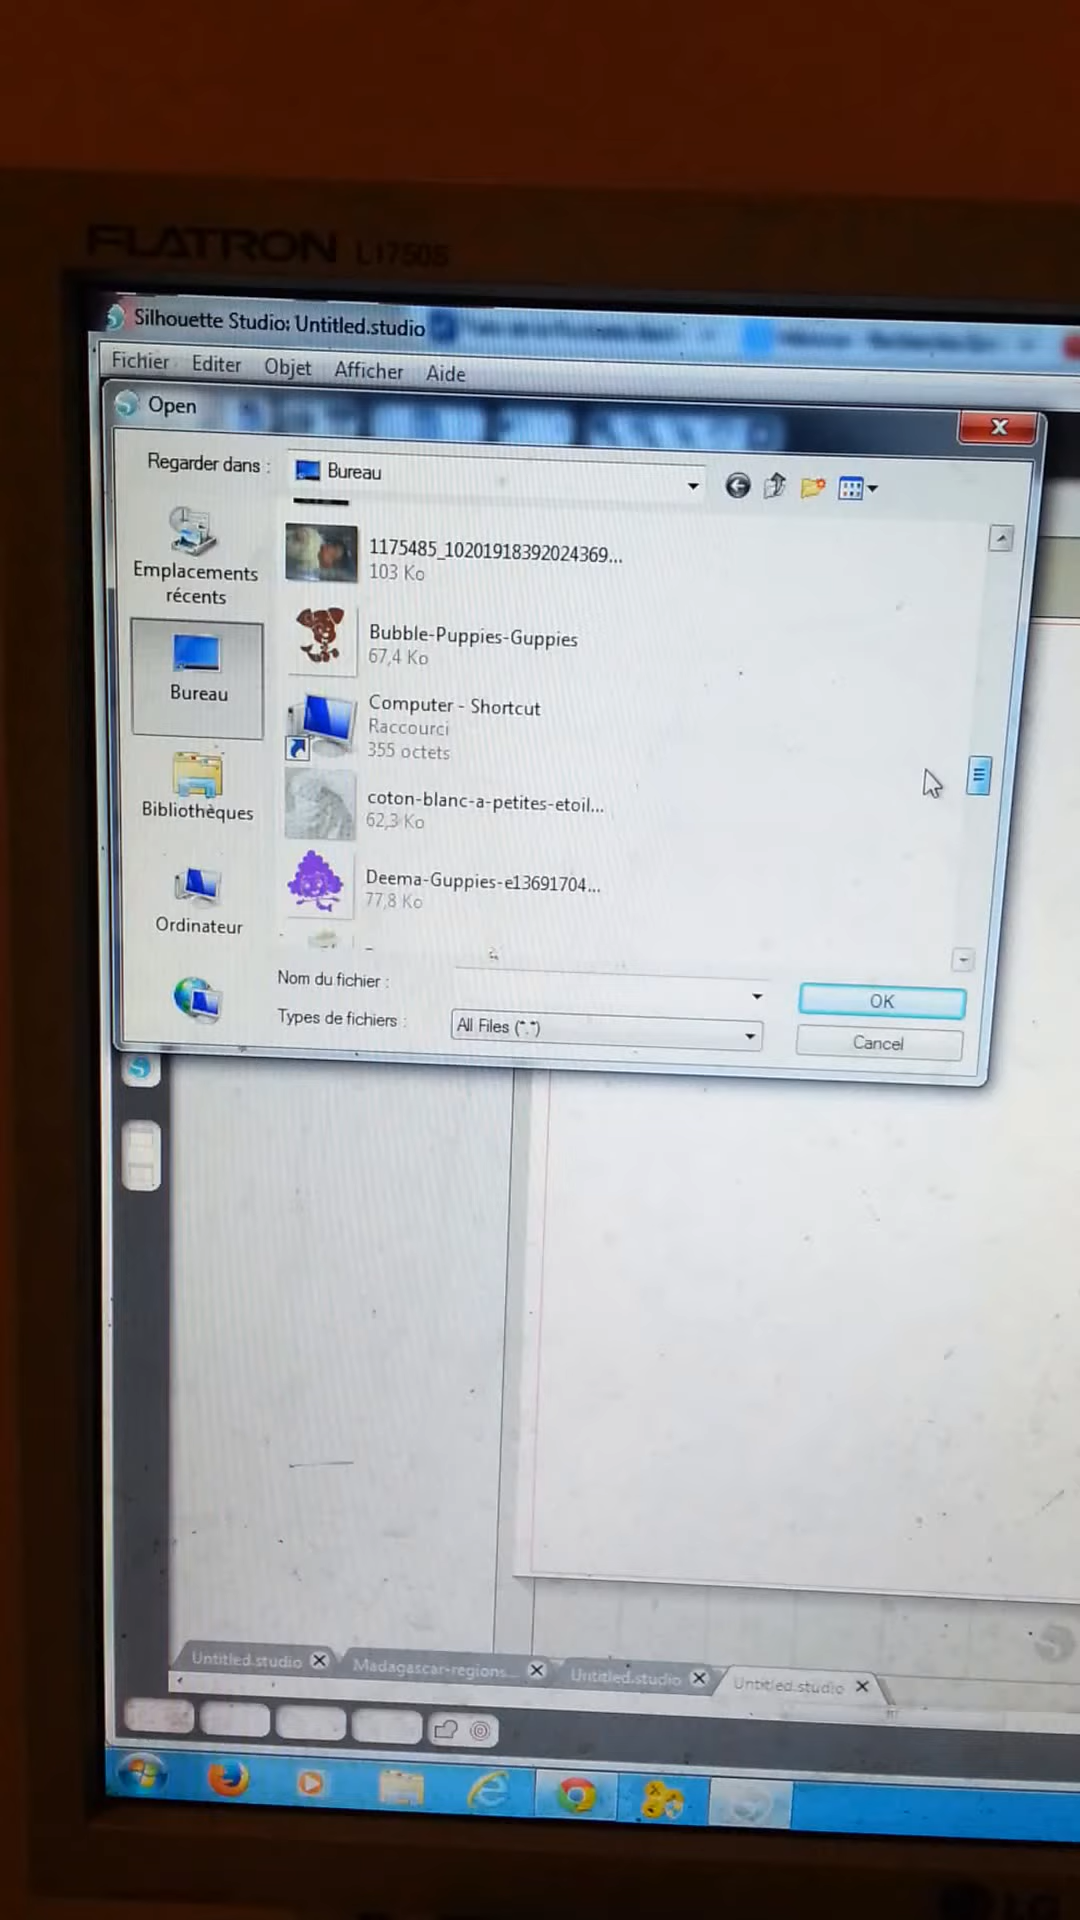 FLATRON L1750S
Silhouette Studio: Untitled.studio
Fichier Editer Objet Afficher Aide
Open
Regarder dans :
Bureau
1175485_10201918392024369...
103 Ko
Emplacements
récents
Bubble-Puppies-Guppies
67,4 Ko
Bureau
Computer - Shortcut
Raccourci
355 octets
Bibliothèques
coton-blanc-a-petites-etoil...
62,3 Ko
Deema-Guppies-e13691704...
77,8 Ko
Ordinateur
Nom du fichier :
OK
Types de fichiers :
All Files (*.*)
Cancel
Untitled.studio
Madagascar-regions...
Untitled.studio
Untitled.studio